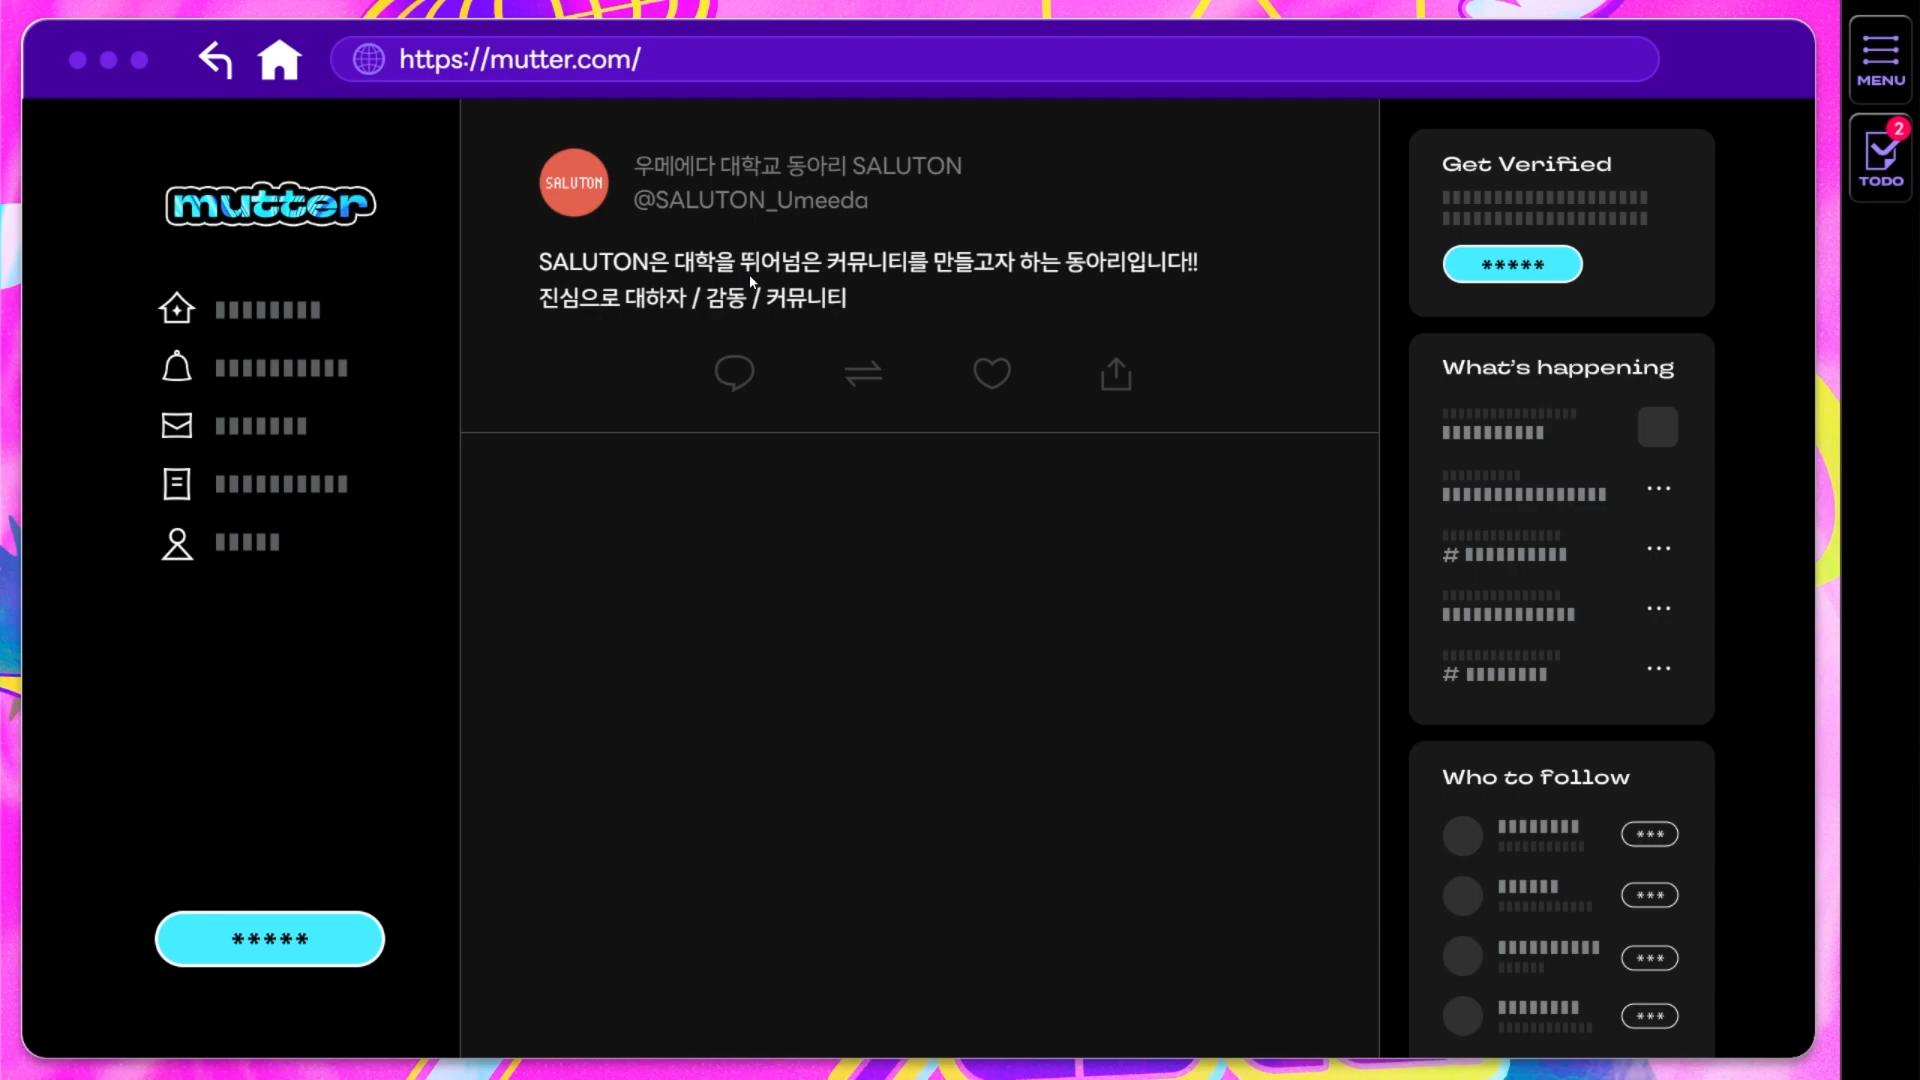 https://mutter.com/
MENU
2
TODO
mutter
SALUTON
우메에다 대학교 동아리 SALUTON
@SALUTON_Umeeda
SALUTON은 대학을 뛰어넘은 커뮤니티를 만들고자 하는 동아리입니다!!
진심으로 대하자 / 감동 / 커뮤니티
*****
Get Verified
*****
What's happening
...
#
...
...
#
...
Who to follow
***
***
***
***